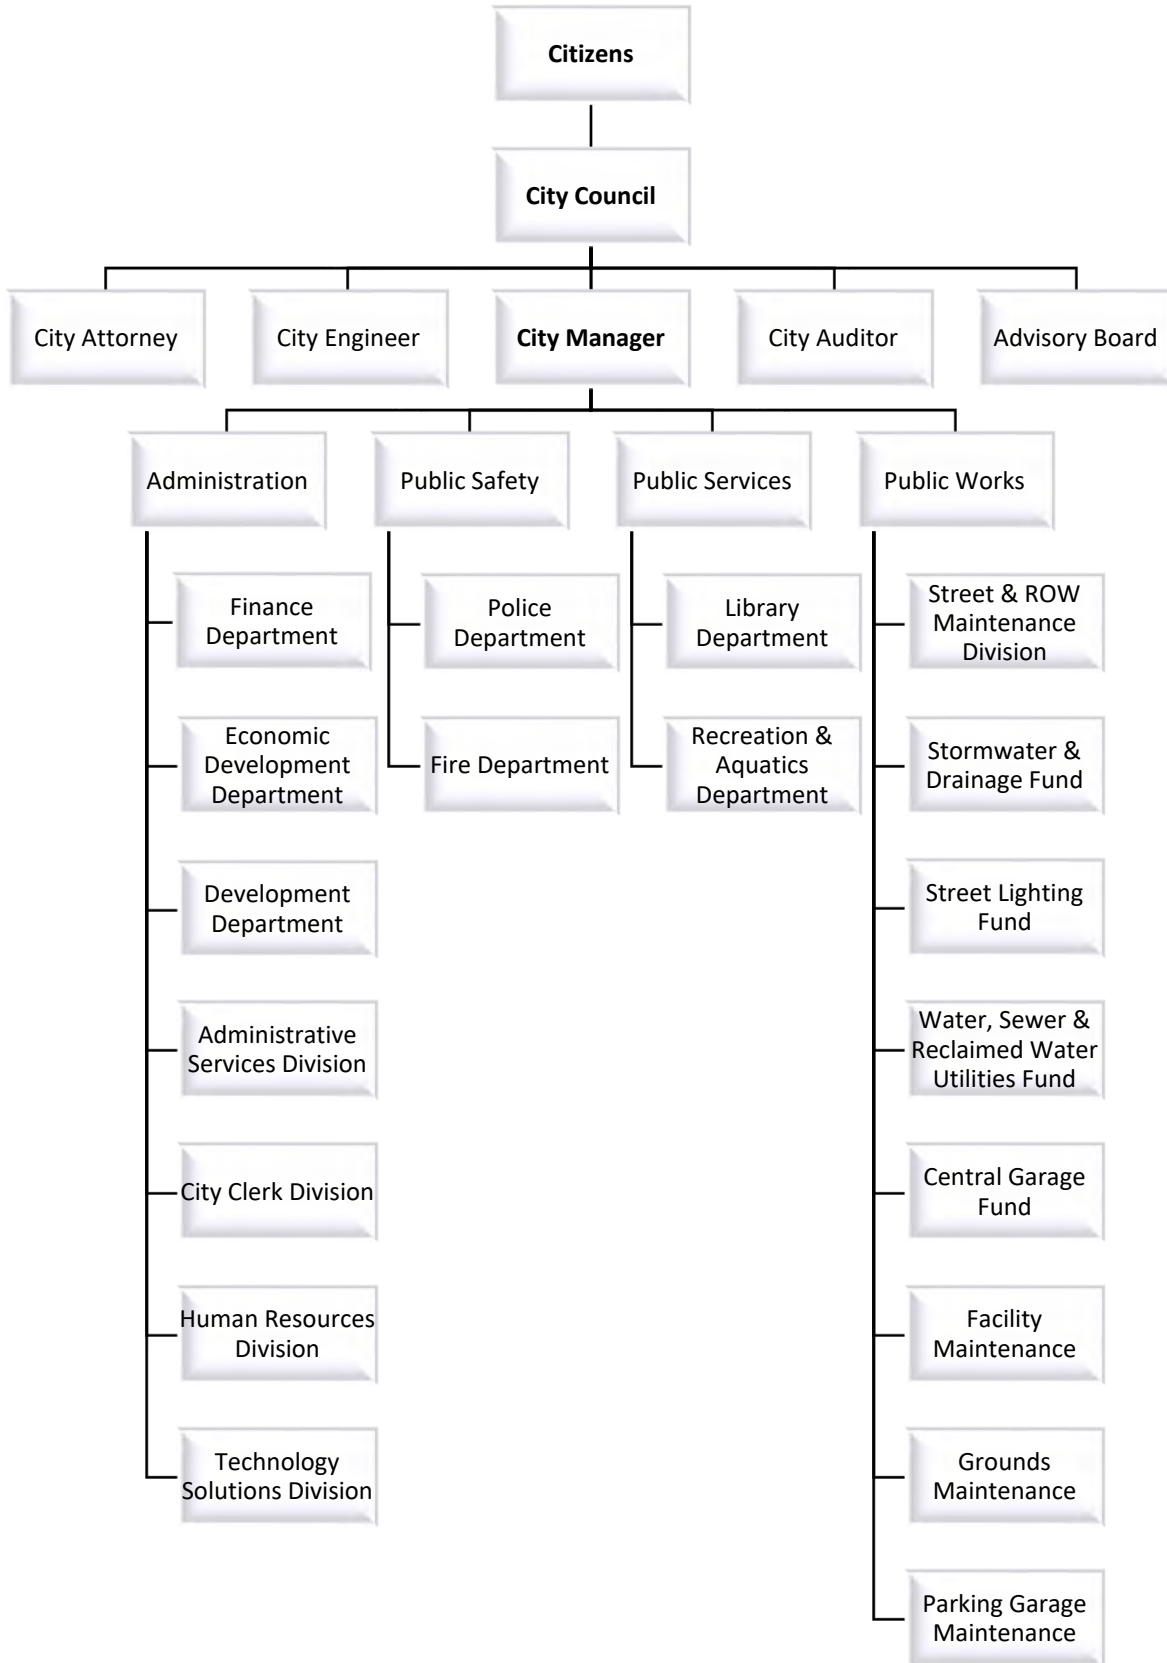 Citizens
City Council
City Attorney
City Engineer
City Manager
City Auditor
Advisory Board
Administration
Public Safety
Public Services
Public Works
Finance
Department
Economic
Development
Department
Development
Department
Administrative
Services Division
City Clerk Division
Human Resources
Division
Technology
Solutions Division
Police
Department
Fire Department
Library
Department
Recreation &
Aquatics
Department
Street & ROW
Maintenance
Division
Stormwater &
Drainage Fund
Street Lighting
Fund
Water, Sewer &
Reclaimed Water
Utilities Fund
Central Garage
Fund
Facility
Maintenance
Grounds
Maintenance
Parking Garage
Maintenance